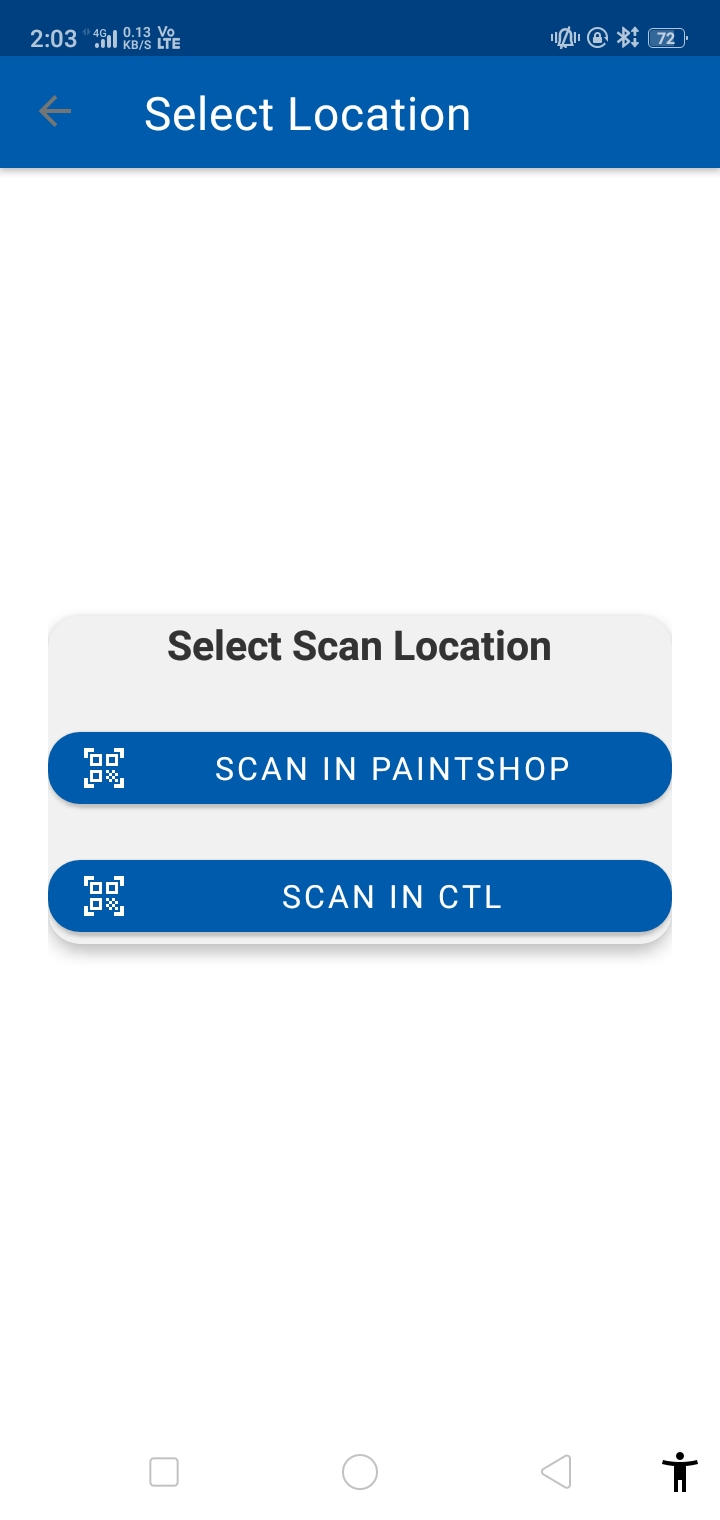 2:03 4G 0.13 KB/S Vo LTE 72
Select Location
Select Scan Location
SCAN IN PAINTSHOP
SCAN IN CTL